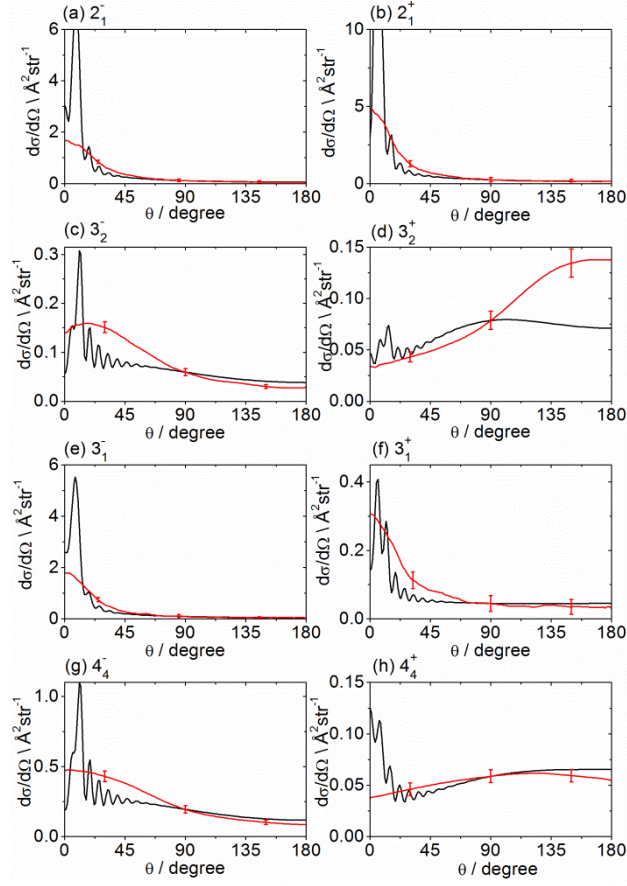 (a) 2₁⁻
(b) 2₁⁺
6
4
2
0
dσ/dΩ \ Å²str⁻¹
0 45 90 135 180
θ / degree
10
5
0
dσ/dΩ \ Å²str⁻¹
0 45 90 135 180
θ / degree
(c) 3₂⁻
(d) 3₂⁺
0.3
0.2
0.1
0.0
dσ/dΩ \ Å²str⁻¹
0 45 90 135 180
θ / degree
0.15
0.10
0.05
0.00
dσ/dΩ \ Å²str⁻¹
0 45 90 135 180
θ / degree
(e) 3₁⁻
(f) 3₁⁺
6
4
2
0
dσ/dΩ \ Å²str⁻¹
0 45 90 135 180
θ / degree
0.4
0.2
0.0
dσ/dΩ \ Å²str⁻¹
0 45 90 135 180
θ / degree
(g) 4₄⁻
(h) 4₄⁺
1.0
0.5
0.0
dσ/dΩ \ Å²str⁻¹
0 45 90 135 180
θ / degree
0.15
0.10
0.05
0.00
dσ/dΩ \ Å²str⁻¹
0 45 90 135 180
θ / degree